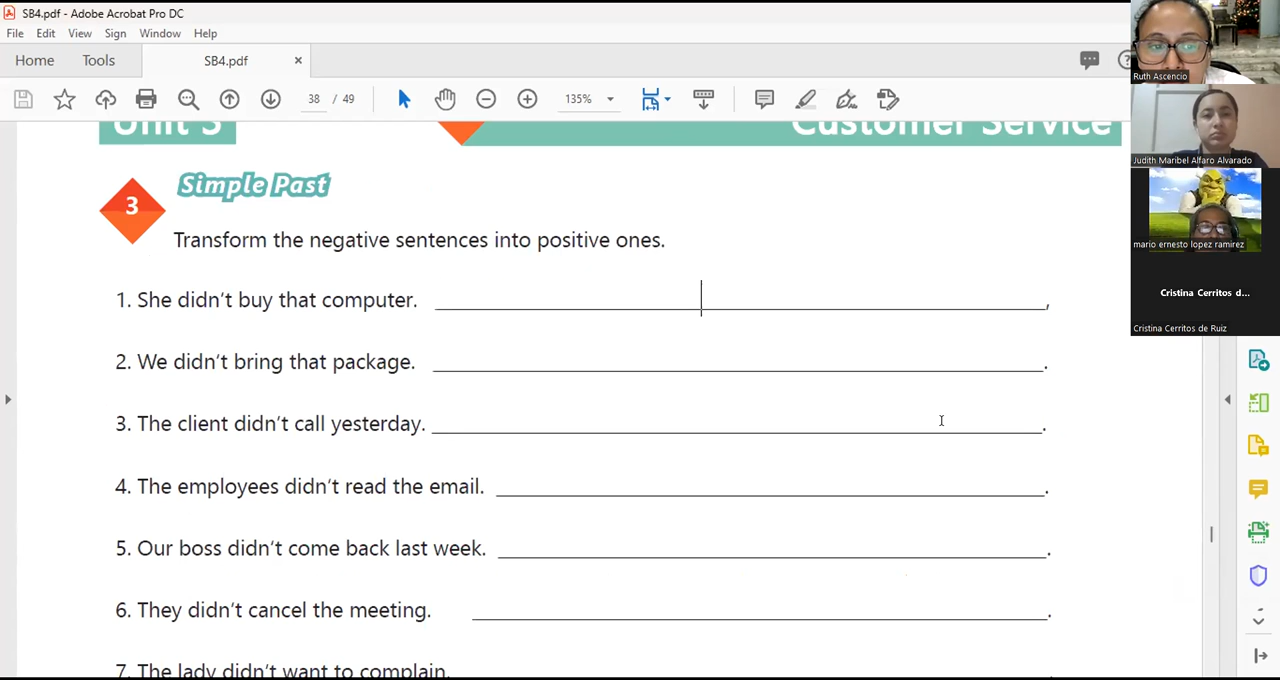 SB4.pdf - Adobe Acrobat Pro DC
File Edit View Sign Window Help
Home Tools SB4.pdf ×
38 / 49 135%
Unit 3 Customer Service
3 Simple Past
Transform the negative sentences into positive ones.
1. She didn't buy that computer. ,
2. We didn't bring that package. .
3. The client didn't call yesterday. .
4. The employees didn't read the email. .
5. Our boss didn't come back last week. .
6. They didn't cancel the meeting. .
7. The lady didn't want to complain.
Ruth Ascencio
Judith Maribel Alfaro Alvarado
mario ernesto lopez ramirez
Cristina Cerritos d...
Cristina Cerritos de Ruiz